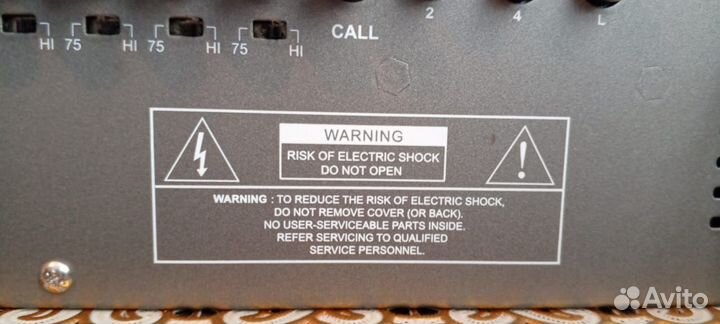 HI 75 HI 75 HI 75 HI CALL 2 4 L
WARNING
RISK OF ELECTRIC SHOCK
DO NOT OPEN
WARNING : TO REDUCE THE RISK OF ELECTRIC SHOCK,
DO NOT REMOVE COVER (OR BACK).
NO USER-SERVICEABLE PARTS INSIDE.
REFER SERVICING TO QUALIFIED
SERVICE PERSONNEL.
Avito